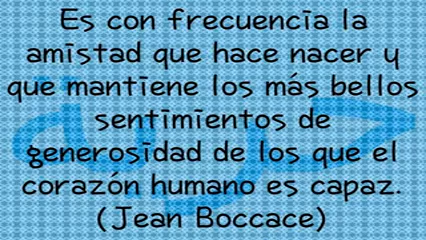 Es con frecuencia la
amistad que hace nacer y
que mantiene los más bellos
sentimientos de
generosidad de los que el
corazón humano es capaz.
(Jean Boccace)
حرية